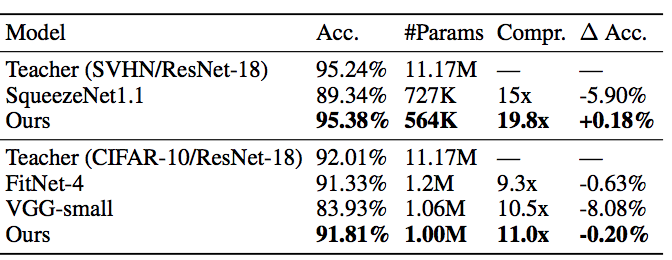 Model Acc. #Params Compr. Δ Acc.
Teacher (SVHN/ResNet-18) 95.24% 11.17M — —
SqueezeNet1.1 89.34% 727K 15x -5.90%
Ours 95.38% 564K 19.8x +0.18%
Teacher (CIFAR-10/ResNet-18) 92.01% 11.17M — —
FitNet-4 91.33% 1.2M 9.3x -0.63%
VGG-small 83.93% 1.06M 10.5x -8.08%
Ours 91.81% 1.00M 11.0x -0.20%